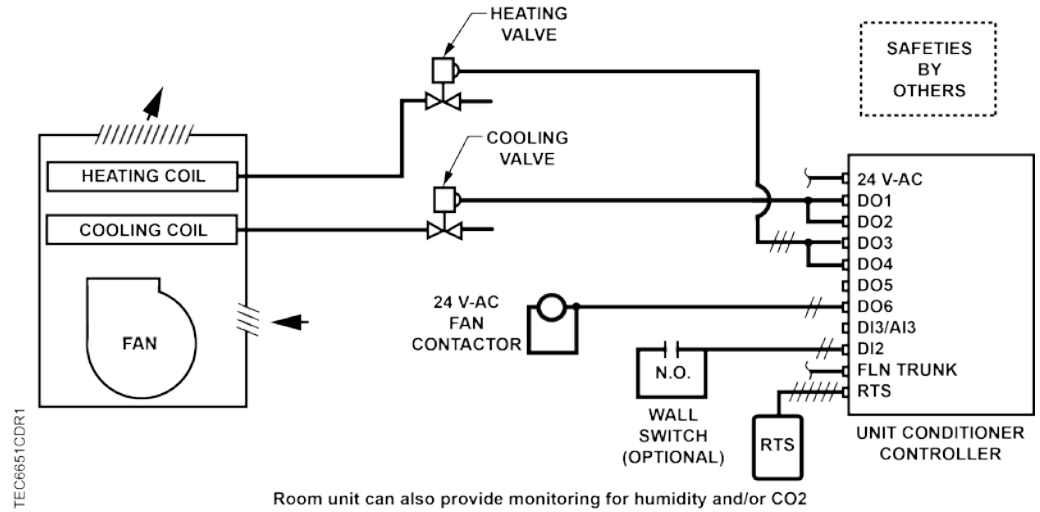 HEATING
VALVE
SAFETIES
BY
OTHERS
COOLING
VALVE
HEATING COIL
COOLING COIL
FAN
24 V-AC
FAN
CONTACTOR
N.O.
WALL
SWITCH
(OPTIONAL)
RTS
24 V-AC
DO1
DO2
DO3
DO4
DO5
DO6
DI3/AI3
DI2
FLN TRUNK
RTS
UNIT CONDITIONER
CONTROLLER
TEC6651CDR1
Room unit can also provide monitoring for humidity and/or CO2